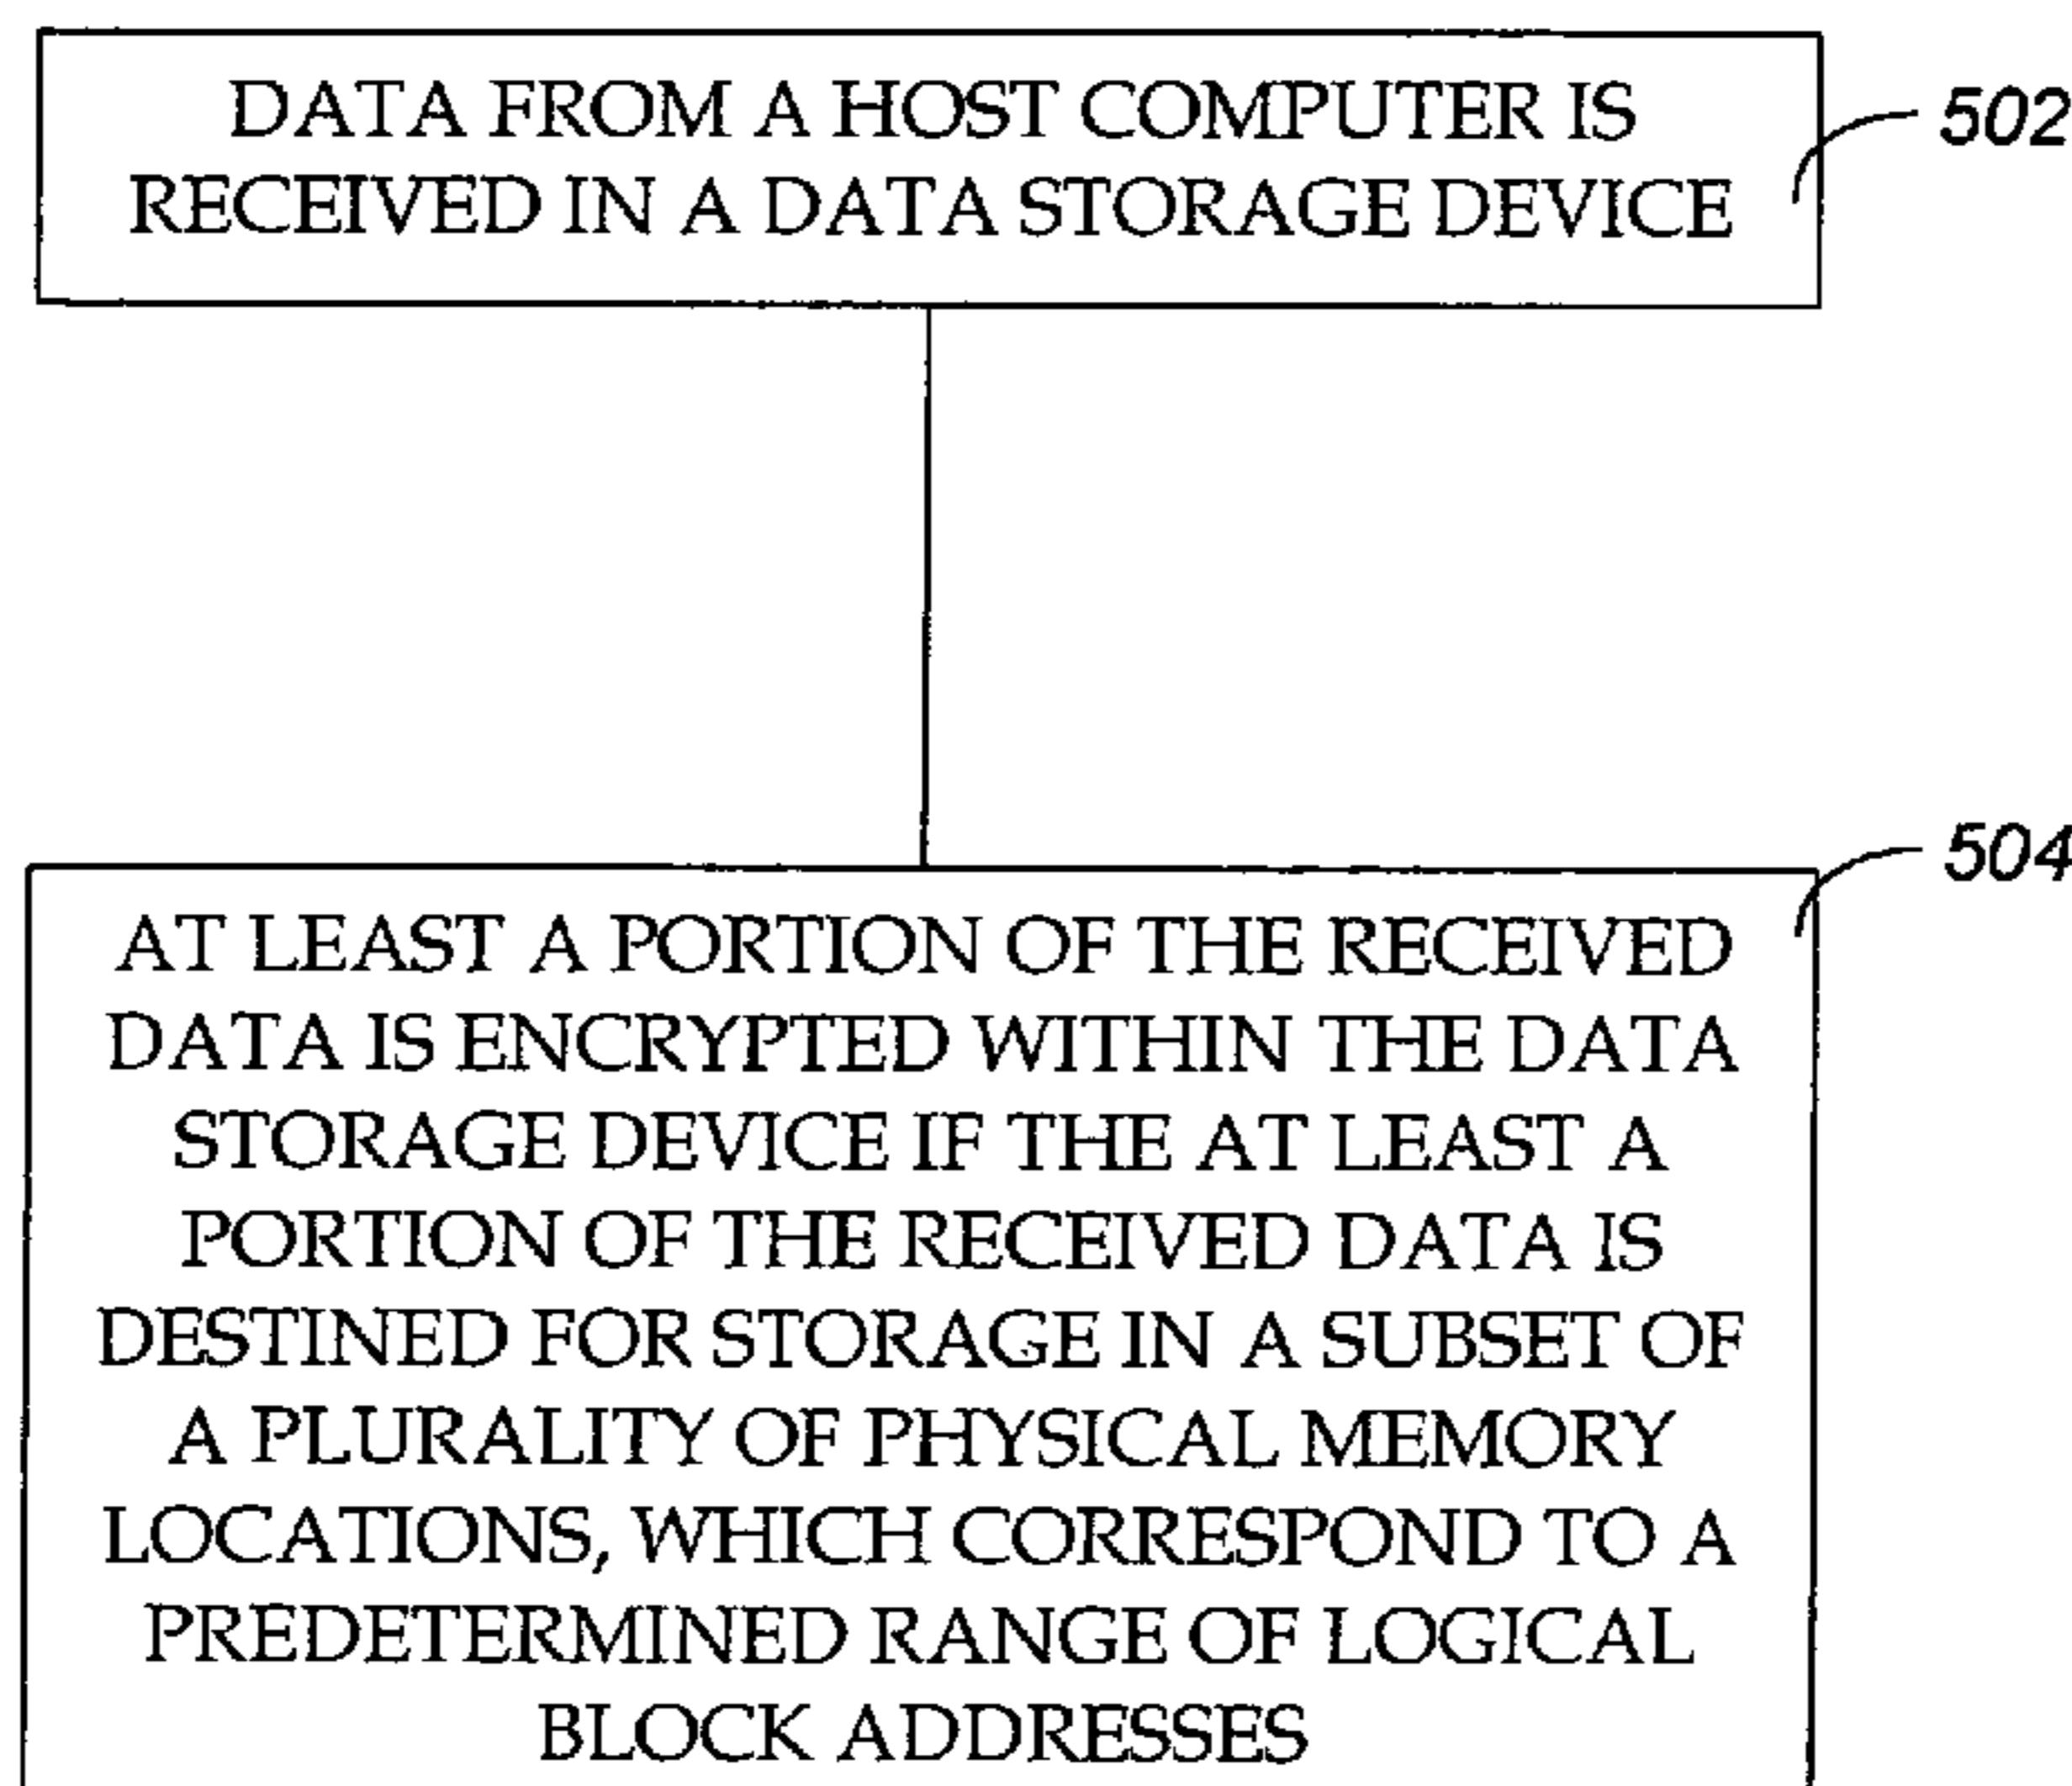 DATA FROM A HOST COMPUTER IS
RECEIVED IN A DATA STORAGE DEVICE
502
504
AT LEAST A PORTION OF THE RECEIVED
DATA IS ENCRYPTED WITHIN THE DATA
STORAGE DEVICE IF THE AT LEAST A
PORTION OF THE RECEIVED DATA IS
DESTINED FOR STORAGE IN A SUBSET OF
A PLURALITY OF PHYSICAL MEMORY
LOCATIONS, WHICH CORRESPOND TO A
PREDETERMINED RANGE OF LOGICAL
BLOCK ADDRESSES